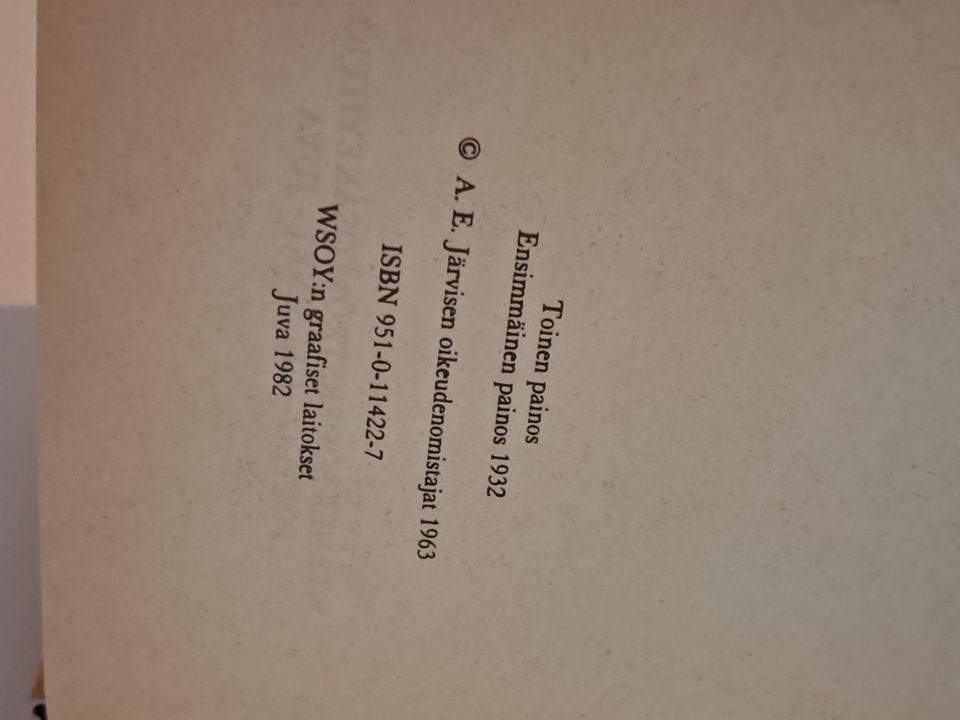 Toinen painos
Ensimmäinen painos 1932
© A. E. Järvisen oikeudenomistajat 1963
ISBN 951-0-11422-7
WSOY:n graafiset laitokset
Juva 1982